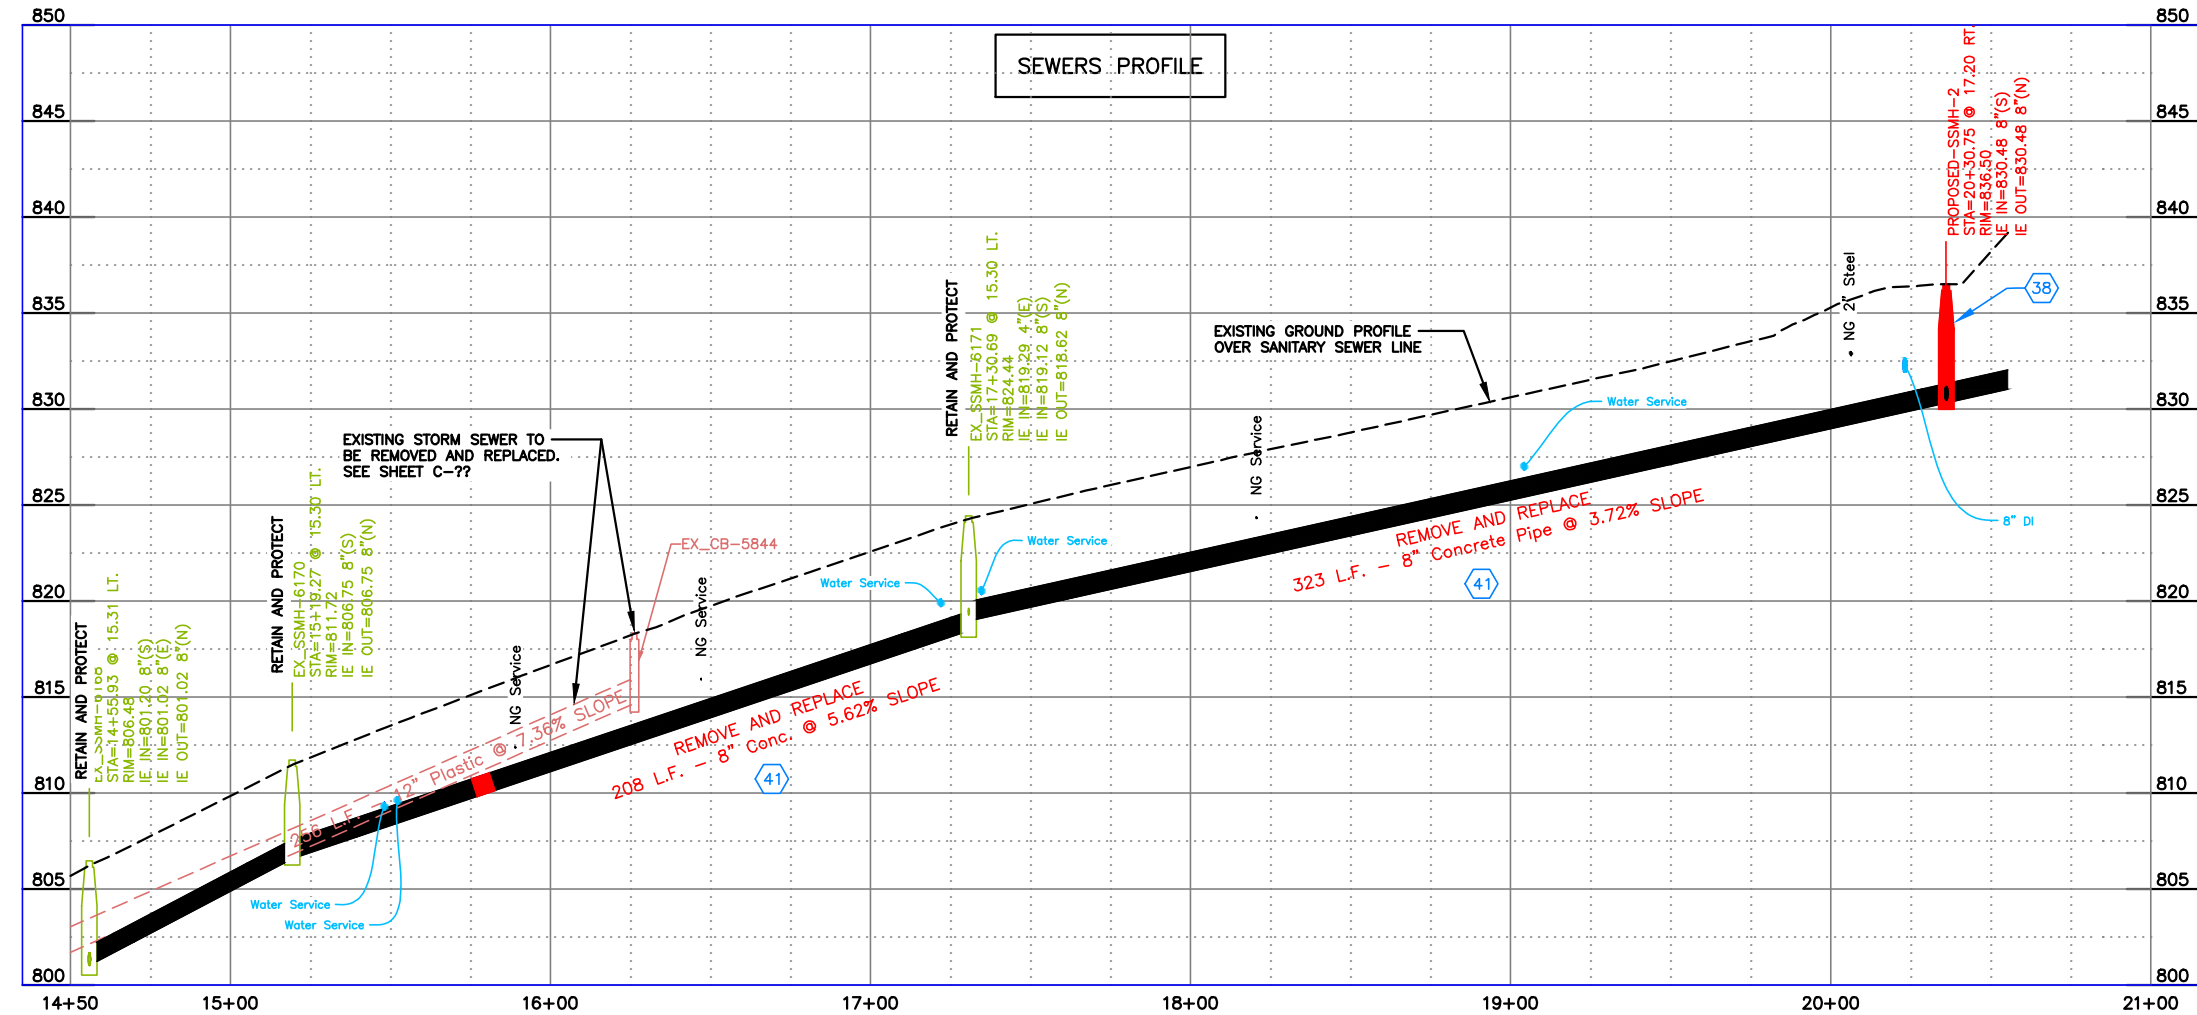 850
850
SEWERS PROFILE
845
845
840
840
835
835
830
830
825
825
820
820
815
815
810
810
805
805
800
800
14+50
15+00
16+00
17+00
18+00
19+00
20+00
21+00
RETAIN AND PROTECT
STA=14+55.93 @ 15.31 LT.
RIM=806.48
IE IN=801.20 8"(S)
IE IN=801.02 8"(E)
IE OUT=801.02 8"(N)
RETAIN AND PROTECT
EX_SSMH-6170
STA=15+19.27 @ 15.30 LT.
RIM=811.72
IE IN=806.75 8"(S)
IE OUT=806.75 8"(N)
EXISTING STORM SEWER TO
BE REMOVED AND REPLACED.
SEE SHEET C-??
EX_CB-5844
256 L.F. - 12" Plastic @ 7.36% SLOPE
NG Service
NG Service
Water Service
Water Service
REMOVE AND REPLACE
208 L.F. - 8" Conc. @ 5.62% SLOPE
41
RETAIN AND PROTECT
EX_SSMH-6171
STA=17+30.69 @ 15.30 LT.
RIM=824.44
IE IN=819.29 4"(E)
IE IN=819.12 8"(S)
IE OUT=818.62 8"(N)
Water Service
Water Service
EXISTING GROUND PROFILE
OVER SANITARY SEWER LINE
NG Service
Water Service
REMOVE AND REPLACE
323 L.F. - 8" Concrete Pipe @ 3.72% SLOPE
41
NG 2" Steel
8" DI
PROPOSED-SSMH-2
STA=20+30.75 @ 17.20 RT.
RIM=836.50
IE IN=830.48 8"(S)
IE OUT=830.48 8"(N)
38